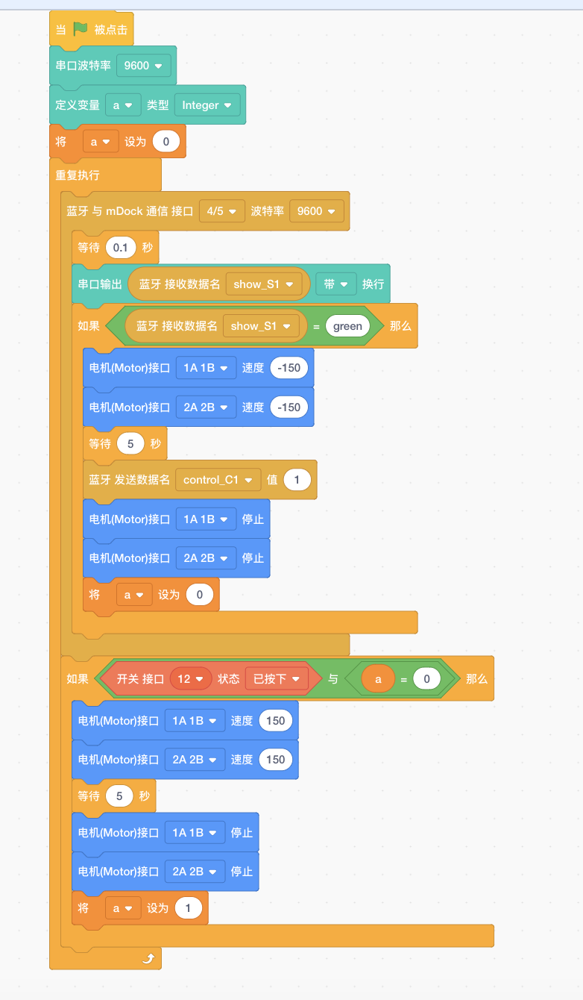 当 被点击
串口波特率 9600
定义变量 a 类型 Integer
将 a 设为 0
重复执行
蓝牙 与 mDock 通信 接口 4/5 波特率 9600
等待 0.1 秒
串口输出 蓝牙 接收数据名 show_S1 带 换行
如果 蓝牙 接收数据名 show_S1 = green 那么
电机(Motor)接口 1A 1B 速度 -150
电机(Motor)接口 2A 2B 速度 -150
等待 5 秒
蓝牙 发送数据名 control_C1 值 1
电机(Motor)接口 1A 1B 停止
电机(Motor)接口 2A 2B 停止
将 a 设为 0
如果 开关 接口 12 状态 已按下 与 a = 0 那么
电机(Motor)接口 1A 1B 速度 150
电机(Motor)接口 2A 2B 速度 150
等待 5 秒
电机(Motor)接口 1A 1B 停止
电机(Motor)接口 2A 2B 停止
将 a 设为 1